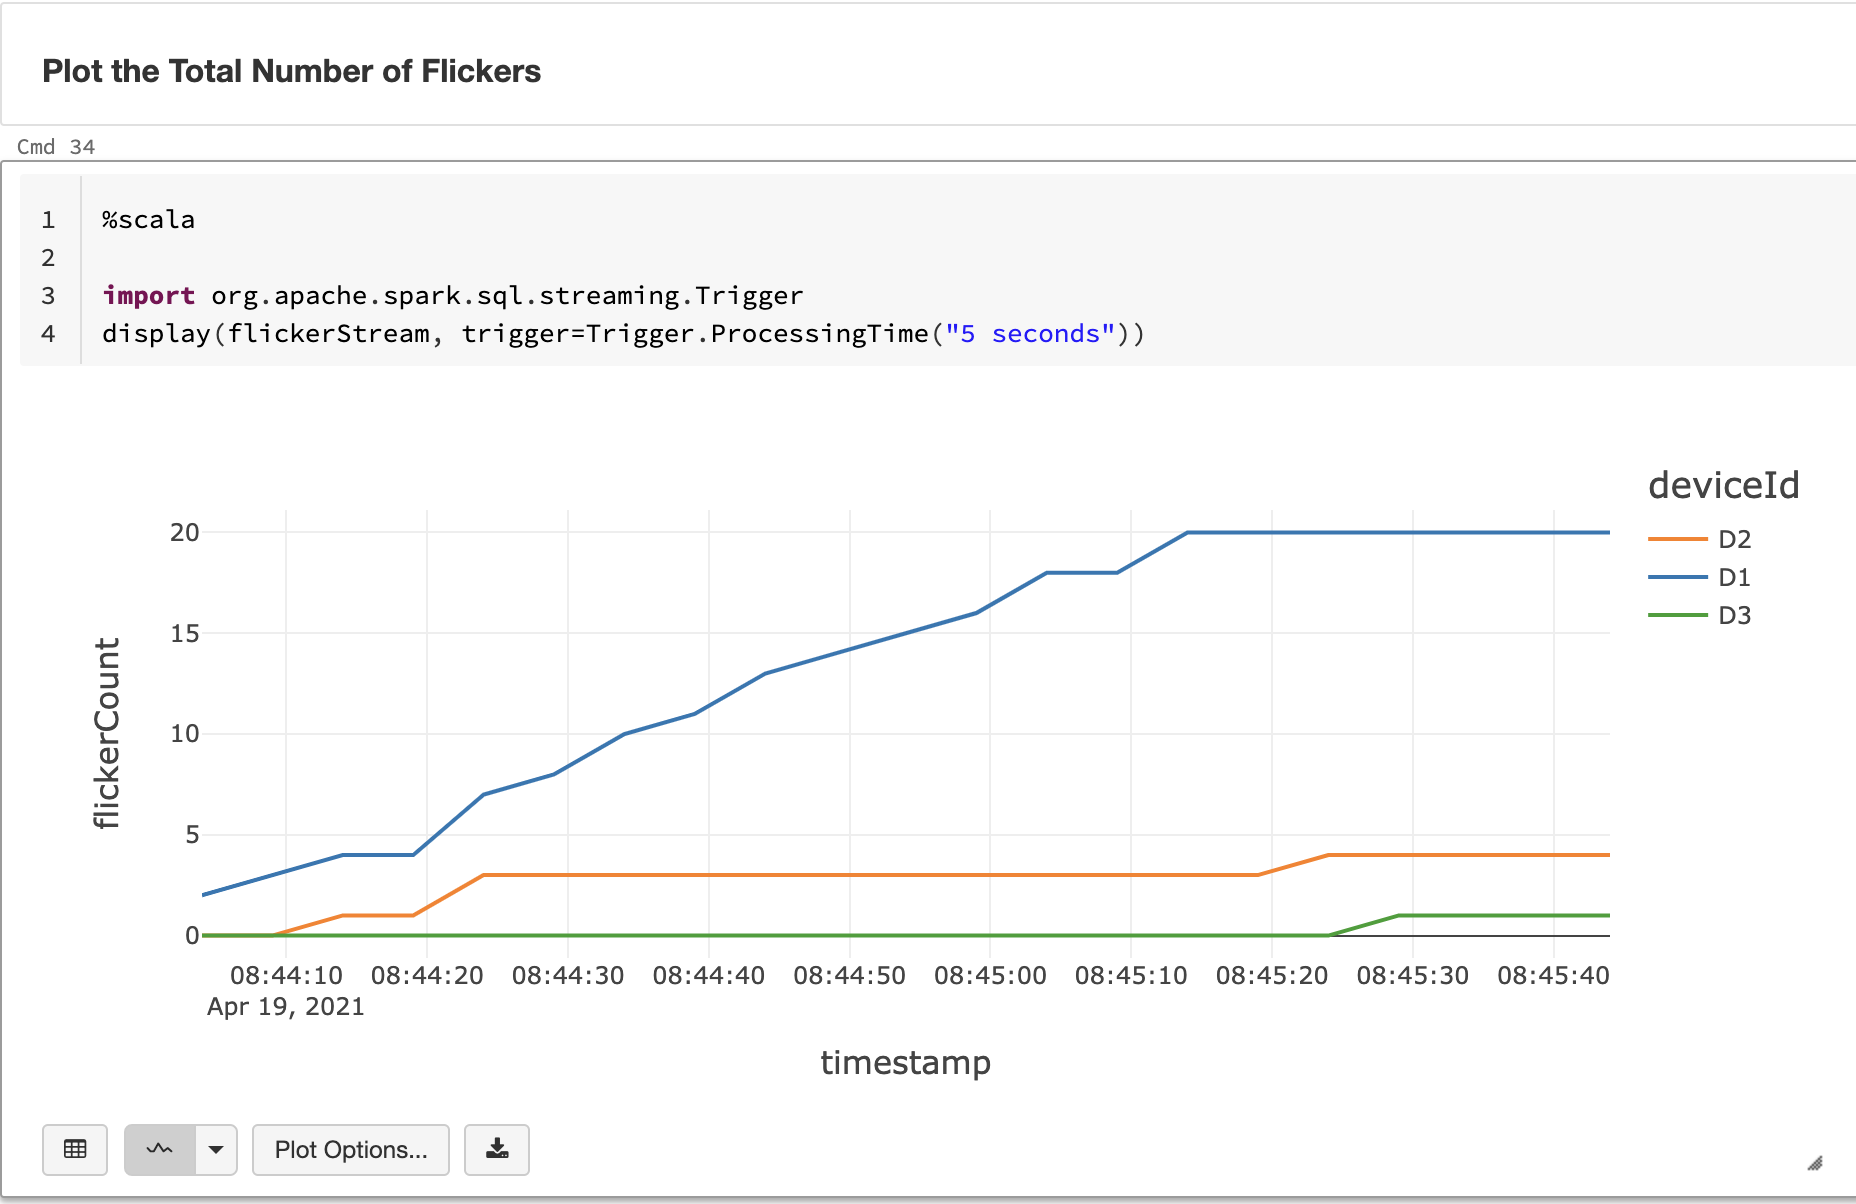 Plot the Total Number of Flickers
Cmd 34
1 %scala
2
3 import org.apache.spark.sql.streaming.Trigger
4 display(flickerStream, trigger=Trigger.ProcessingTime("5 seconds"))
deviceId
D2
D1
D3
flickerCount
20
15
10
5
0
08:44:10 08:44:20 08:44:30 08:44:40 08:44:50 08:45:00 08:45:10 08:45:20 08:45:30 08:45:40
Apr 19, 2021
timestamp
Plot Options...